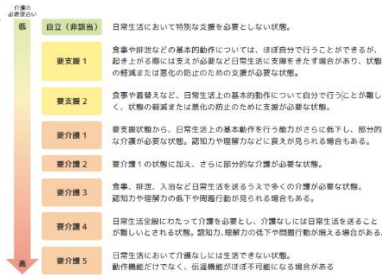 介護の
必要度合い
低
自立（非該当）
日常生活において特別な支援を必要としない状態。
要支援1
食事や排泄などの基本的動作については、ほぼ自分で行うことができるが、
起き上がる際には支えが必要など日常生活に支障をきたす場合があり、状態
の軽減または悪化の防止のための支援が必要な状態。
要支援2
食事や着替えなど、日常生活上の基本的動作について自分で行うことが難し
く、状態の軽減または悪化の防止のために支援が必要な状態。
要介護1
要支援状態から、日常生活上の基本動作を行う能力がさらに低下し、部分的
な介護が必要な状態。認知力や理解力などに衰えが見られる場合もある。
要介護2
要介護1の状態に加え、さらに部分的な介護が必要な状態。
要介護3
食事、排泄、入浴など日常生活を送るうえで多くの介護が必要な状態。
認知力や理解力の低下や問題行動が見られる場合もある。
要介護4
日常生活全般にわたって介護を必要とし、介護なしには日常生活を送ること
が難しいとされる状態。認知力、理解力の低下や問題行動が増える場合がある。
要介護5
日常生活において介護なしには生活できない状態。
動作機能だけでなく、伝達機能がほぼ不可能になる場合がある
高